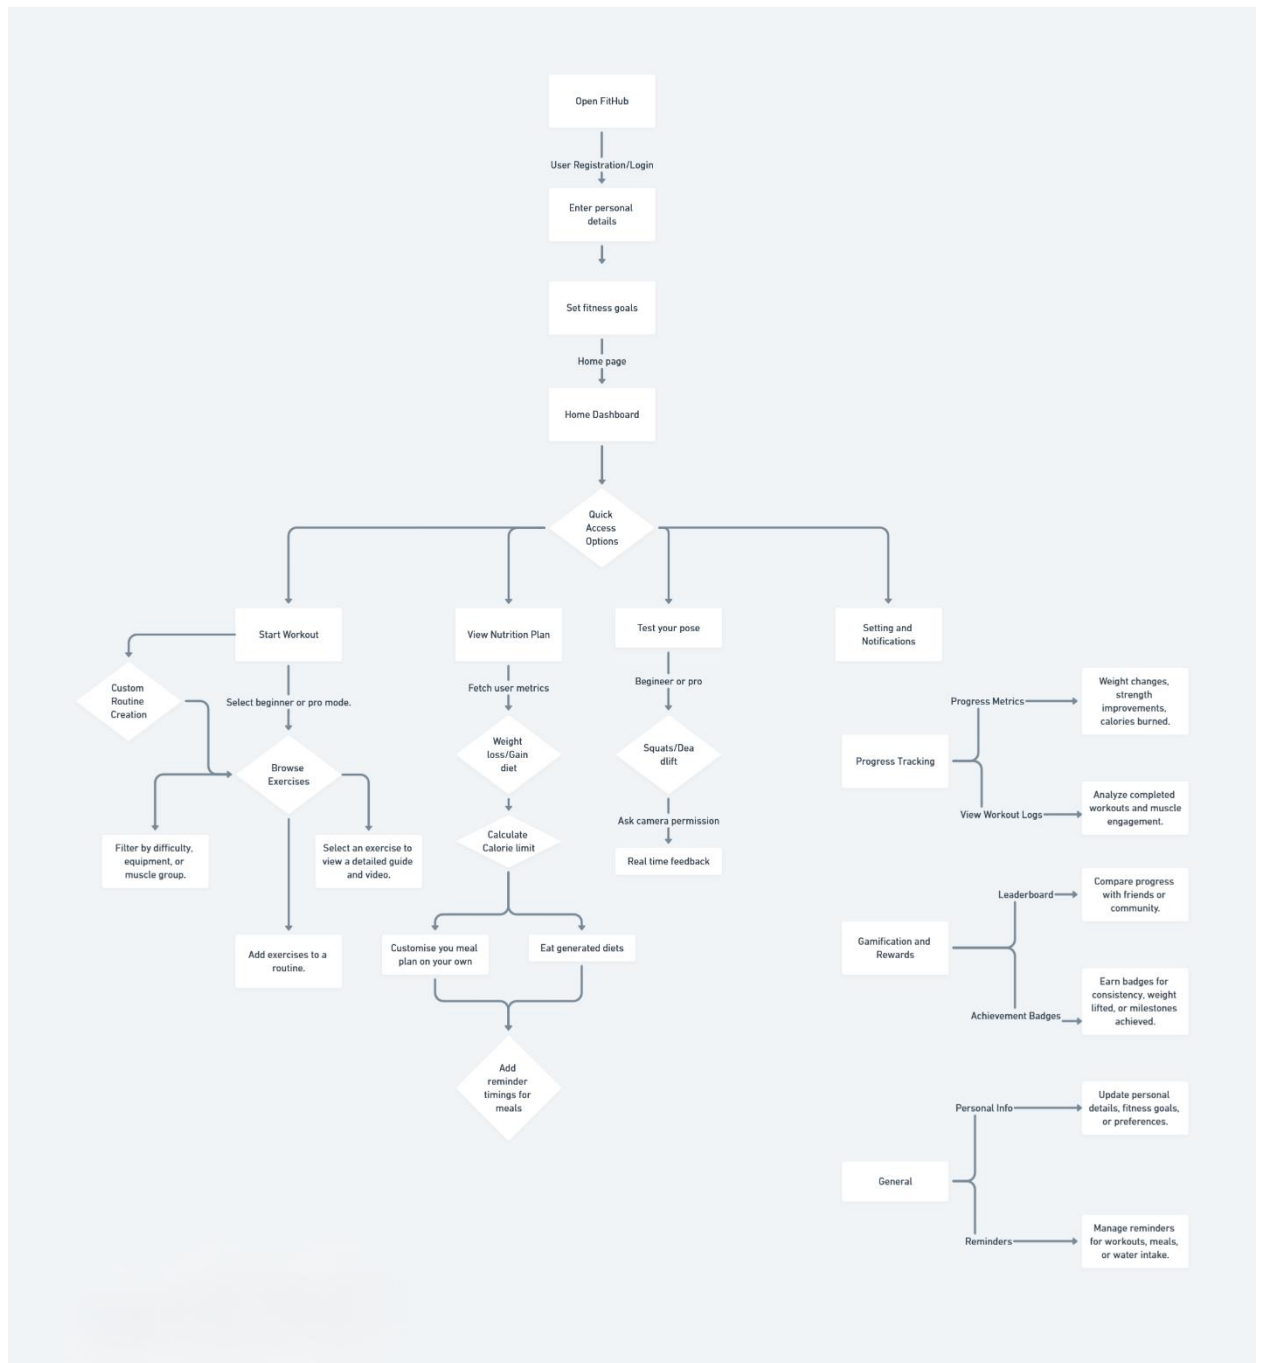 Open FitHub
User Registration/Login
Enter personal
details
Set fitness goals
Home page
Home Dashboard
Quick
Access
Options
Start Workout
View Nutrition Plan
Test your pose
Setting and
Notifications
Custom
Routine
Creation
Select beginner or pro mode.
Fetch user metrics
Begineer or pro
Browse
Exercises
Weight
loss/Gain
diet
Squats/Dea
dlift
Filter by difficulty,
equipment, or
muscle group.
Select an exercise to
view a detailed guide
and video.
Calculate
Calorie limit
Ask camera permission
Real time feedback
Add exercises to a
routine.
Customise you meal
plan on your own
Eat generated diets
Add
reminder
timings for
meals
Progress Tracking
Progress Metrics
Weight changes,
strength
improvements,
calories burned.
View Workout Logs
Analyze completed
workouts and muscle
engagement.
Gamification and
Rewards
Leaderboard
Compare progress
with friends or
community.
Achievement Badges
Earn badges for
consistency, weight
lifted, or milestones
achieved.
General
Personal Info
Update personal
details, fitness goals,
or preferences.
Reminders
Manage reminders
for workouts, meals,
or water intake.